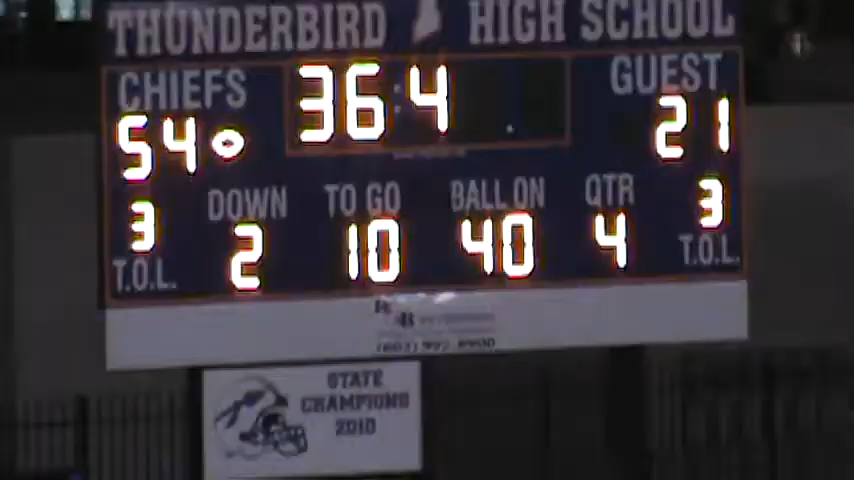 THUNDERBIRD HIGH SCHOOL
CHIEFS 36:4 GUEST
54 21
3 DOWN TO GO BALL ON QTR 3
T.O.L. 2 10 40 4 T.O.L.
STATE
CHAMPIONS
2010